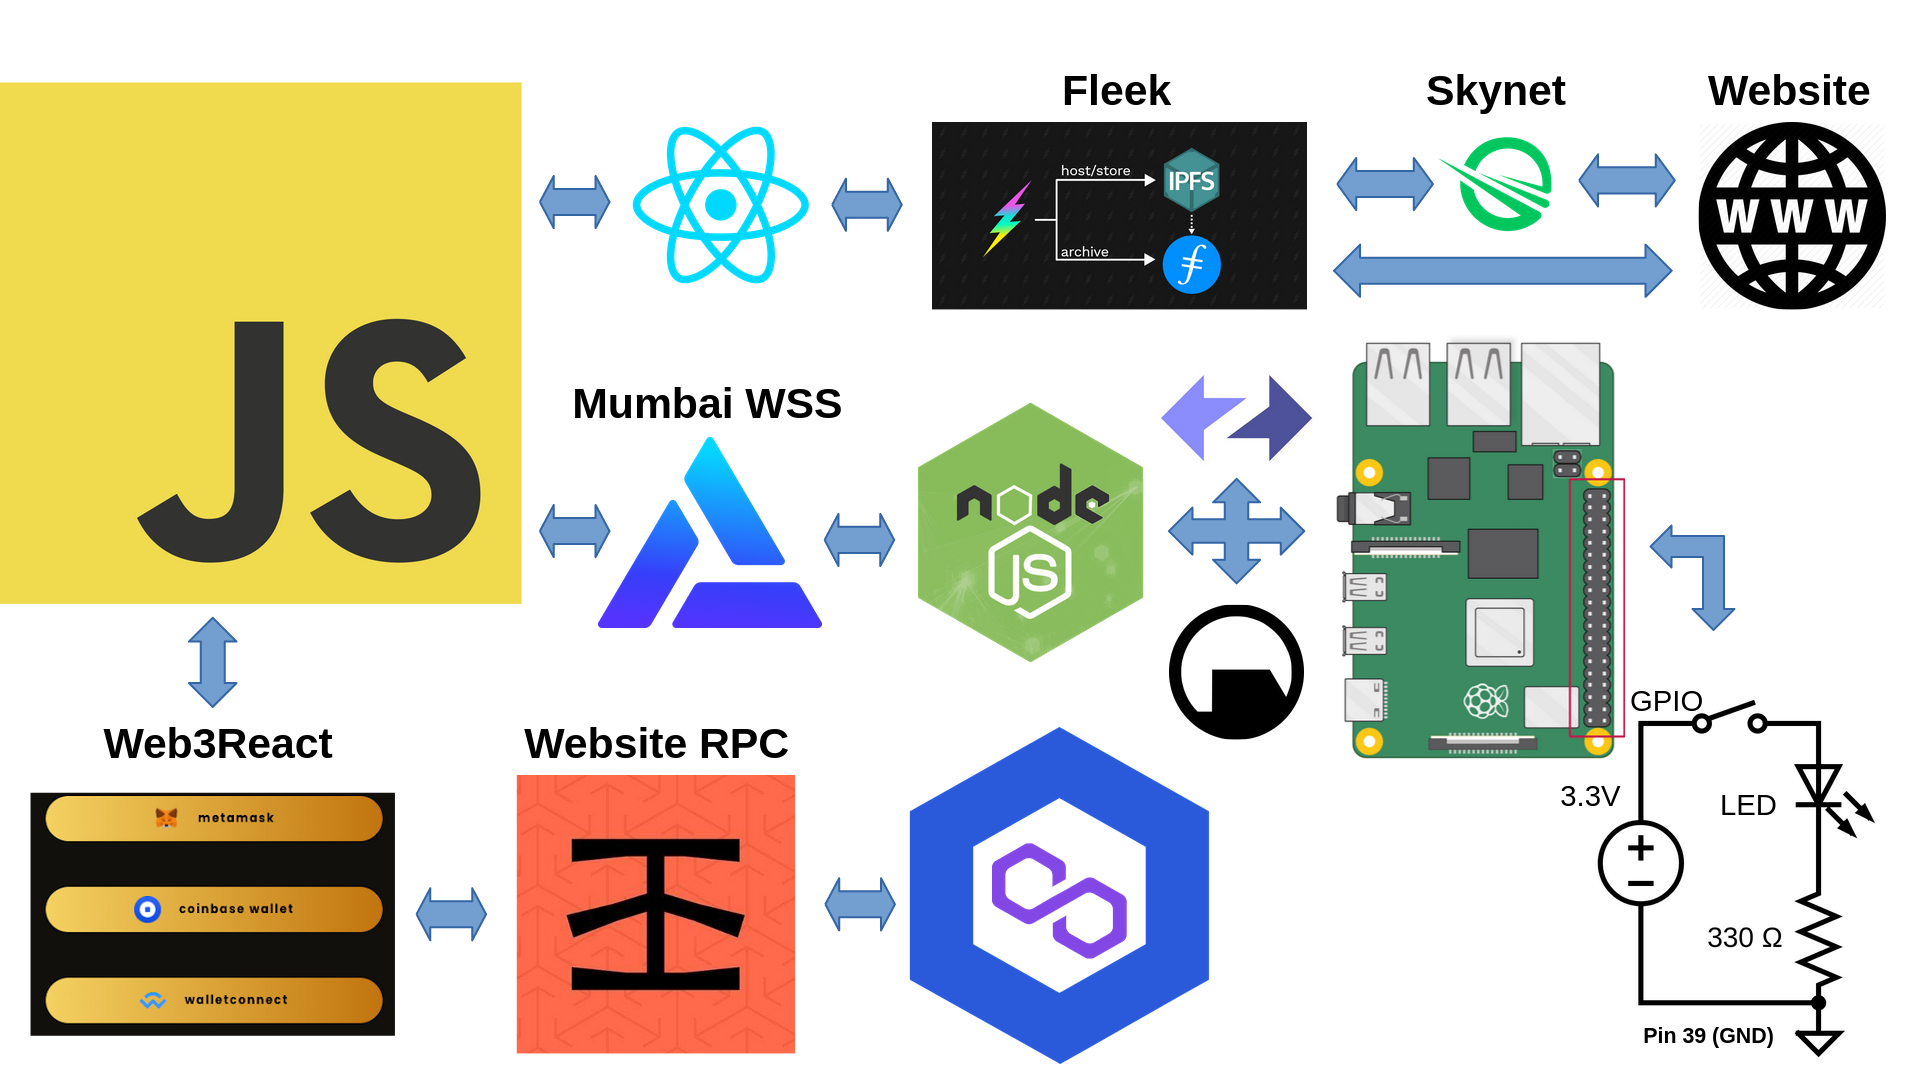 Fleek
Skynet
Website
host/store
IPFS
archive
WWW
JS
Mumbai WSS
node
JS
GPIO
Web3React
Website RPC
3.3V
LED
metamask
coinbase wallet
walletconnect
330 Ω
Pin 39 (GND)